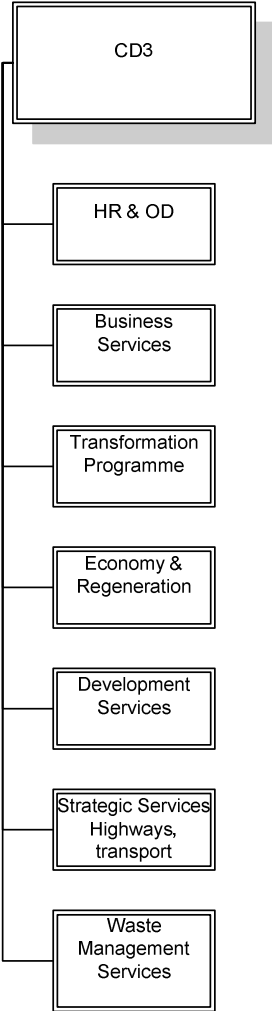 CD3
HR & OD
Business
Services
Transformation
Programme
Economy &
Regeneration
Development
Services
Strategic Services
Highways,
transport
Waste
Management
Services